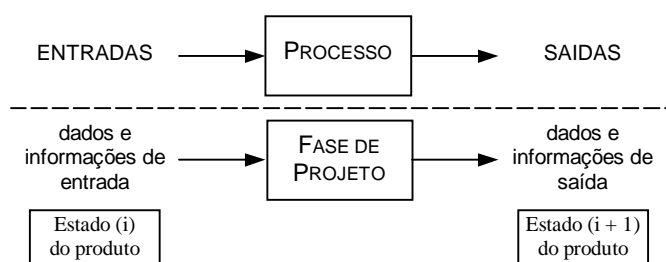 ENTRADAS PROCESSO SAIDAS
dados e
informações de
entrada
FASE DE
PROJETO
dados e
informações de
saída
Estado (i)
do produto
Estado (i + 1)
do produto